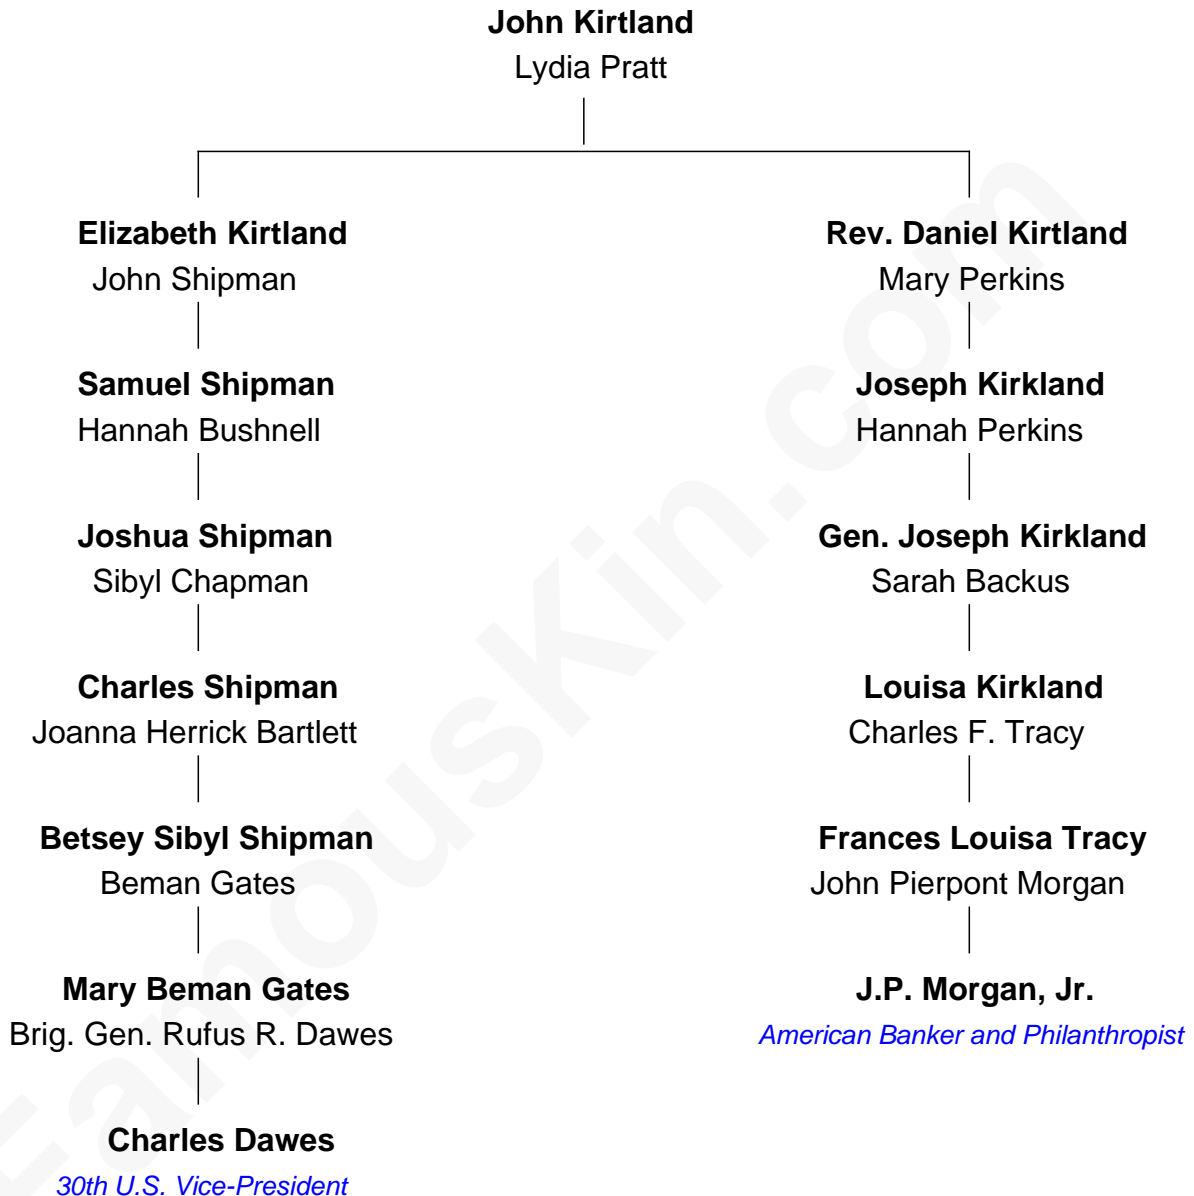 John Kirtland
Lydia Pratt
Elizabeth Kirtland
John Shipman
Rev. Daniel Kirtland
Mary Perkins
Samuel Shipman
Hannah Bushnell
Joseph Kirkland
Hannah Perkins
Joshua Shipman
Sibyl Chapman
Gen. Joseph Kirkland
Sarah Backus
Charles Shipman
Joanna Herrick Bartlett
Louisa Kirkland
Charles F. Tracy
Betsey Sibyl Shipman
Beman Gates
Frances Louisa Tracy
John Pierpont Morgan
Mary Beman Gates
Brig. Gen. Rufus R. Dawes
J.P. Morgan, Jr.
American Banker and Philanthropist
Charles Dawes
30th U.S. Vice-President
FamousKin.com